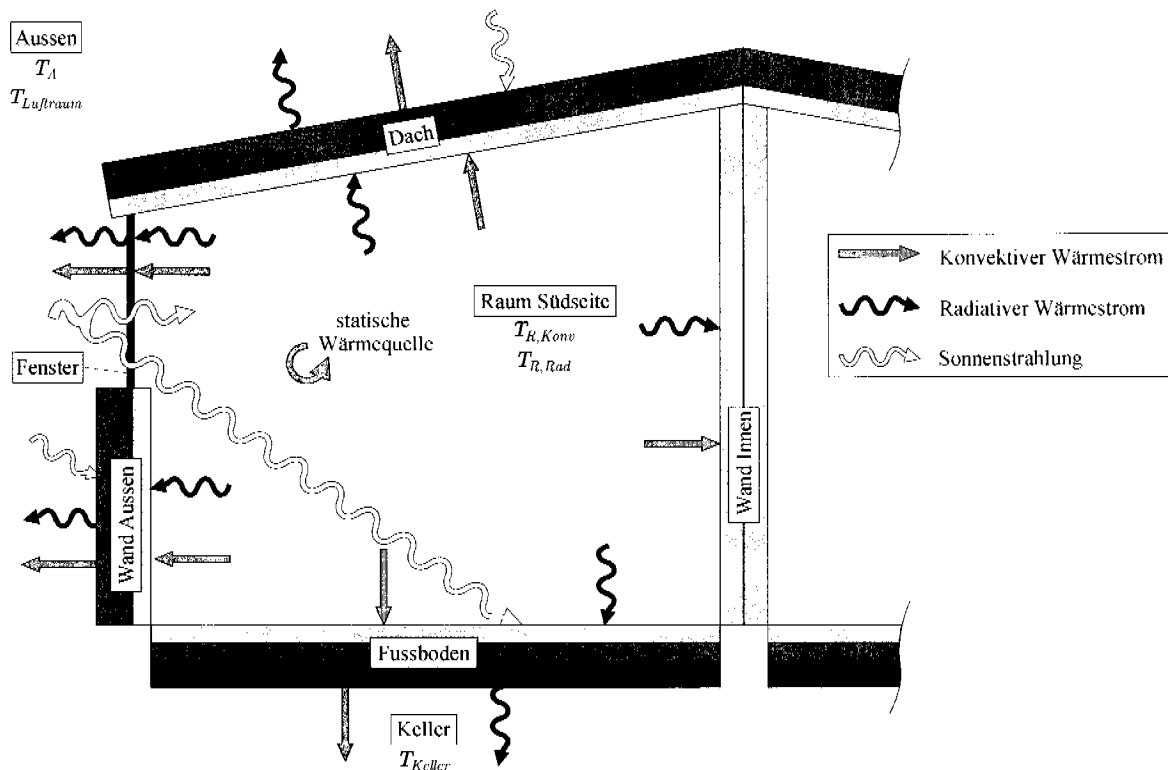 Aussen
T_A
T_Luftraum
Dach
Konvektiver Wärmestrom
Radiativer Wärmestrom
Sonnenstrahlung
Raum Südseite
T_R,Konv
T_R,Rad
statische
Wärmequelle
Fenster
Wand Aussen
Wand Innen
Fussboden
Keller
T_Keller